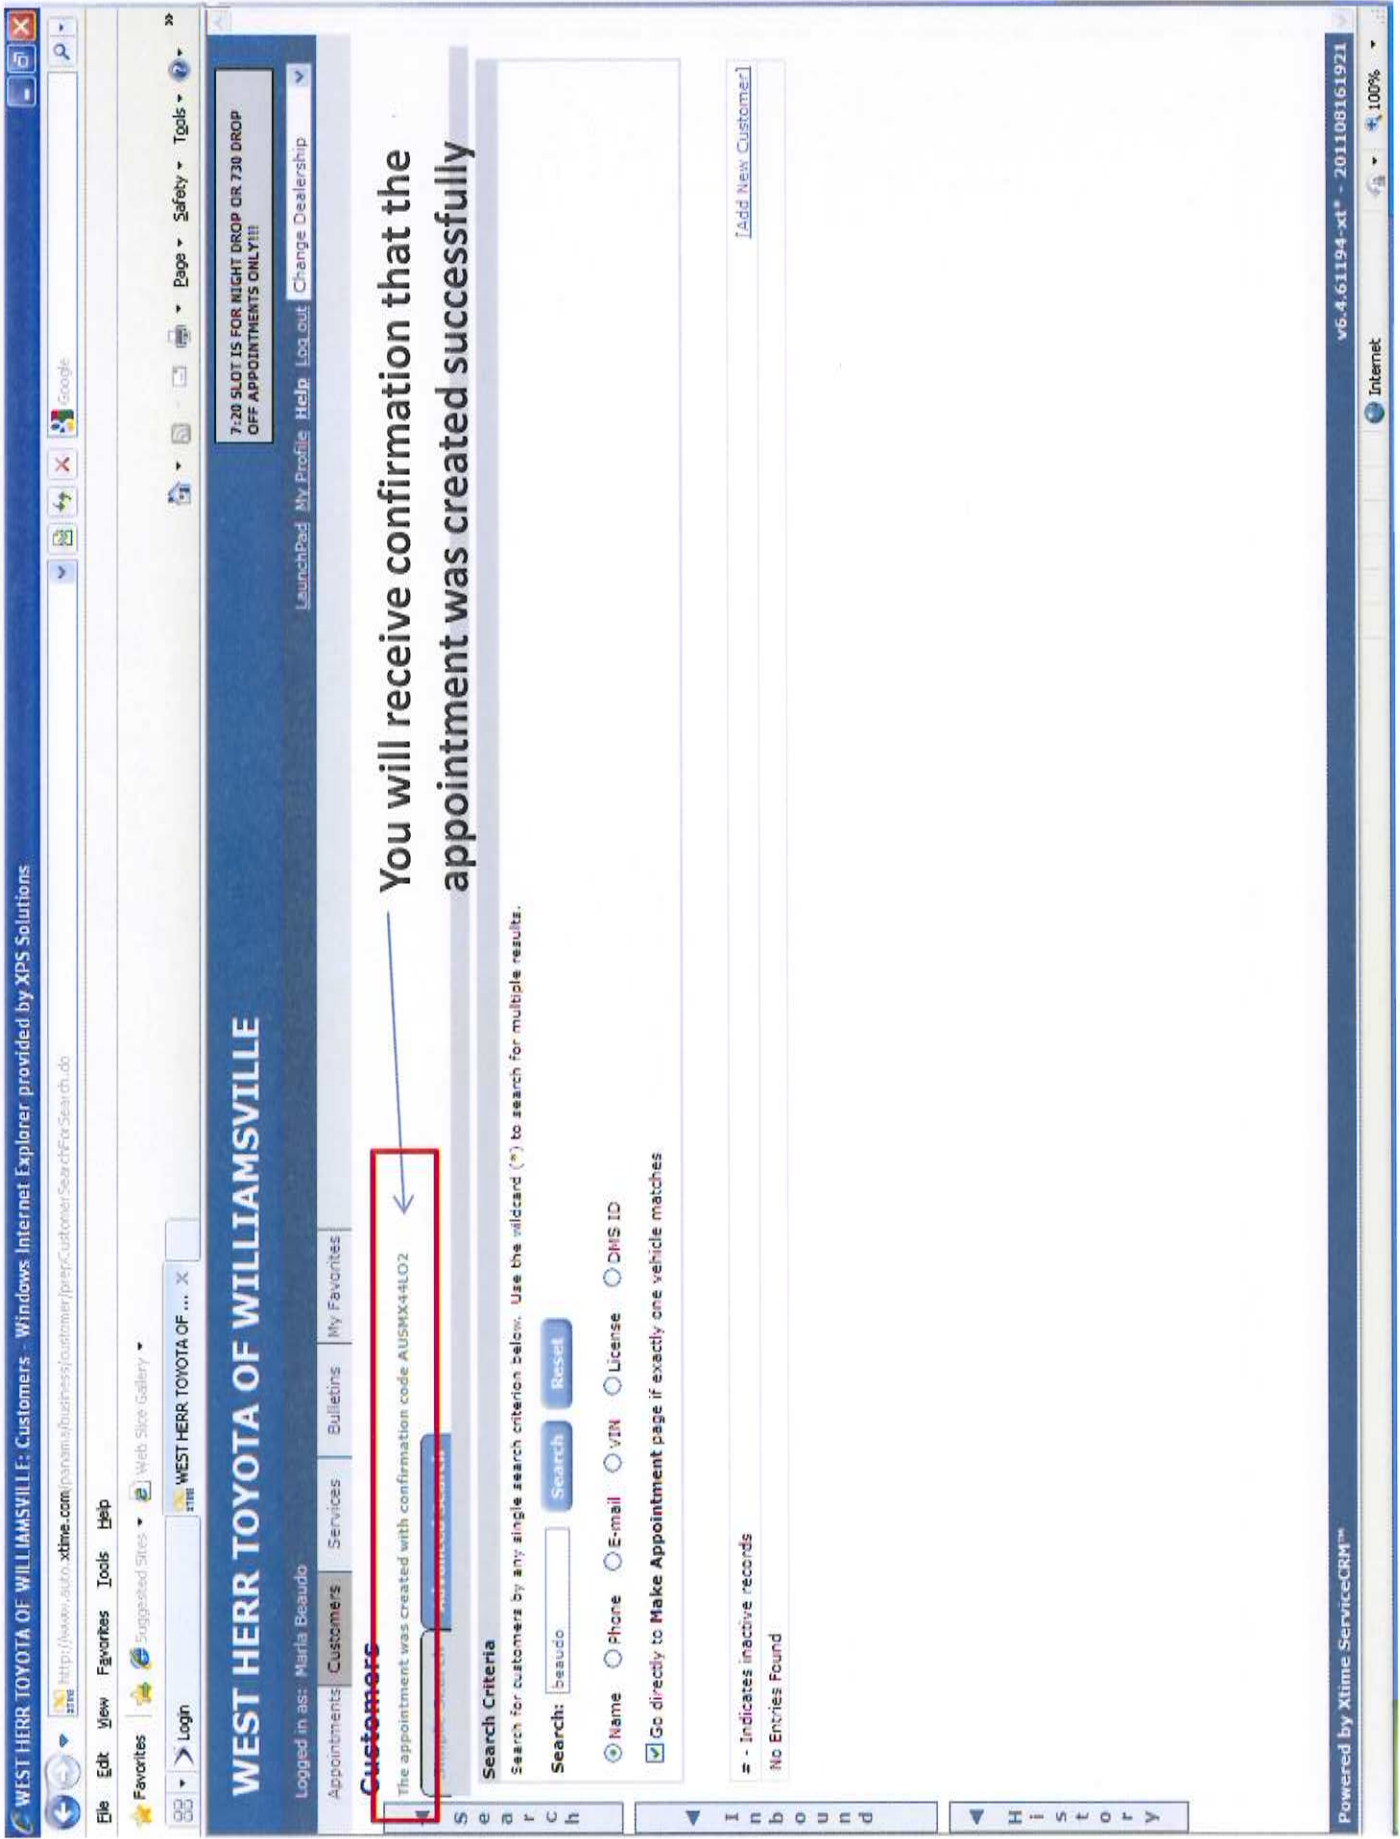 WEST HERR TOYOTA OF WILLIAMSVILLE: Customers - Windows Internet Explorer provided by XPS Solutions
http://www.auto.xtime.com/panama/business/customer/prepCustomerSearchForSearch.do
Google
File Edit View Favorites Tools Help
Favorites Suggested Sites Web Slice Gallery
Login WEST HERR TOYOTA OF ... X Page Safety Tools
WEST HERR TOYOTA OF WILLIAMSVILLE
7:20 SLOT IS FOR NIGHT DROP OR 730 DROP
OFF APPOINTMENTS ONLY!!!!
Logged in as: Marla Beaudo LaunchPad My Profile Help Log out Change Dealership
Appointments Customers Services Bulletins My Favorites
Customers
The appointment was created with confirmation code AUSMX44LO2
You will receive confirmation that the
appointment was created successfully
Simple Search Advanced Search
Search
Search Criteria
Search for customers by any single search criterion below. Use the wildcard (*) to search for multiple results.
Search: beaudo Search Reset
Name Phone E-mail VIN License DMS ID
Go directly to Make Appointment page if exactly one vehicle matches
Inbound
= - Indicates inactive records
[Add New Customer]
No Entries Found
History
Powered by Xtime ServiceCRM™ v6.4.61194-xt* - 201108161921
Internet 100%